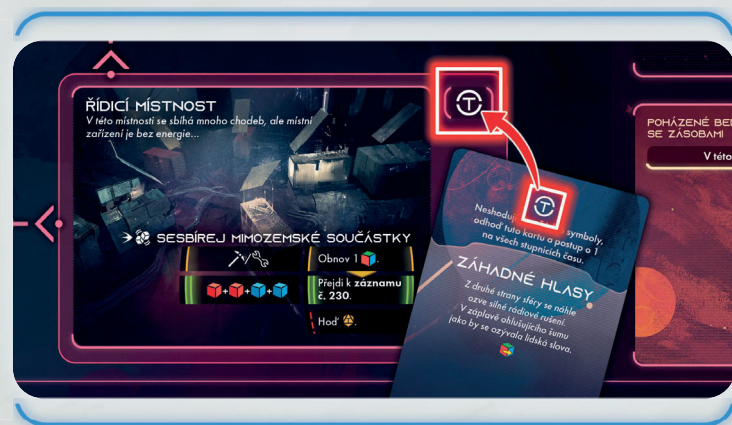 ŘÍDICÍ MÍSTNOST
V této místnosti se sbíhá mnoho chodeb, ale místní
zařízení je bez energie...
SESBÍREJ MIMOZEMSKÉ SOUČÁSTKY
Obnov 1
Přejdi k záznamu
č. 230.
Hoď
POHÁZENÉ
SE ZÁSOBAMI
V této
T
T
symboly,
odhoď tuto kartu a postup o 1
na všech stupnicích času.
ZÁHADNÉ HLASY
Z druhé strany sféry se náhle
ozve silné rádiové rušení.
V záplavě ohlušujícího šumu
jako by se ozývala lidská slova.